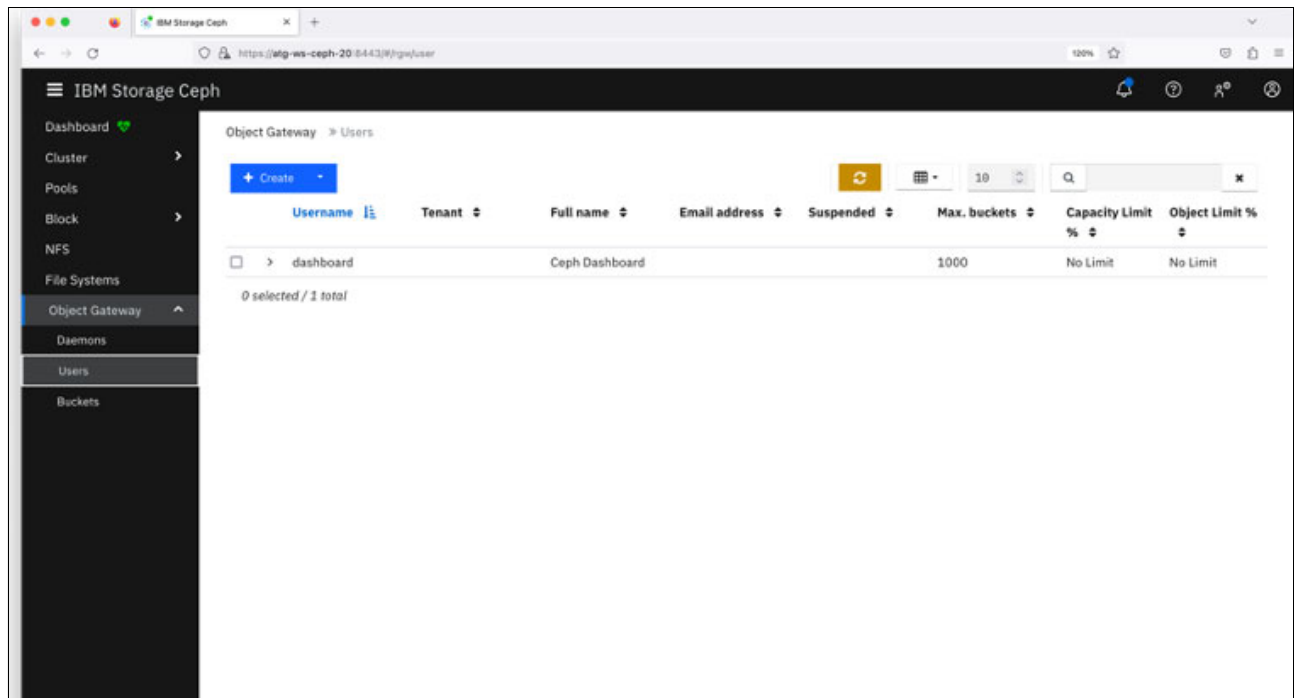 IBM Storage Ceph
https://atg-ws-ceph-20:8443/#/rgw/user
120%
IBM Storage Ceph
Dashboard
Cluster
Pools
Block
NFS
File Systems
Object Gateway
Daemons
Users
Buckets
Object Gateway » Users
+ Create
10
Username Tenant Full name Email address Suspended Max. buckets Capacity Limit % Object Limit %
dashboard Ceph Dashboard 1000 No Limit No Limit
0 selected / 1 total